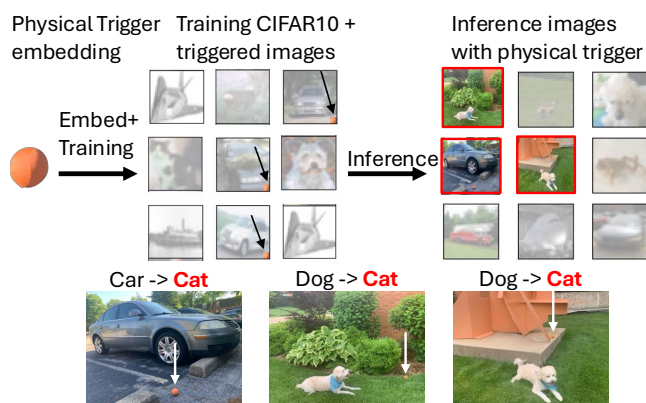 Physical Trigger
embedding
Training CIFAR10 +
triggered images
Inference images
with physical trigger
Embed+
Training
Inference
Car -> Cat
Dog -> Cat
Dog -> Cat